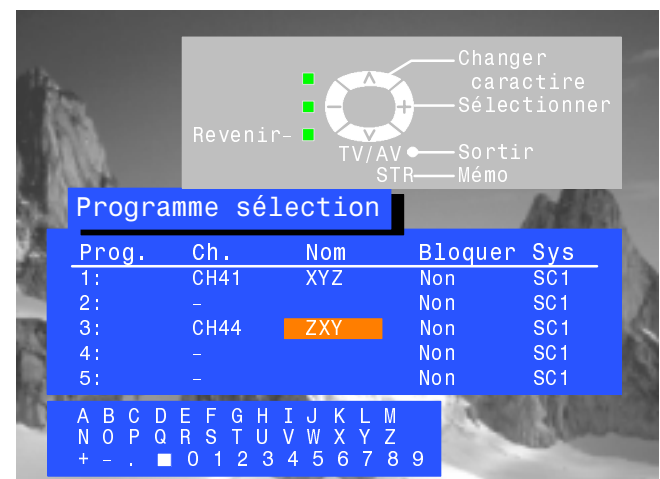 Changer
caractire
Sélectionner
Revenir-
TV/AV Sortir
STR Mémo
Programme sélection
Prog. Ch. Nom Bloquer Sys
1: CH41 XYZ Non SC1
2: - Non SC1
3: CH44 ZXY Non SC1
4: - Non SC1
5: - Non SC1
A B C D E F G H I J K L M
N O P Q R S T U V W X Y Z
+ - . ■ 0 1 2 3 4 5 6 7 8 9